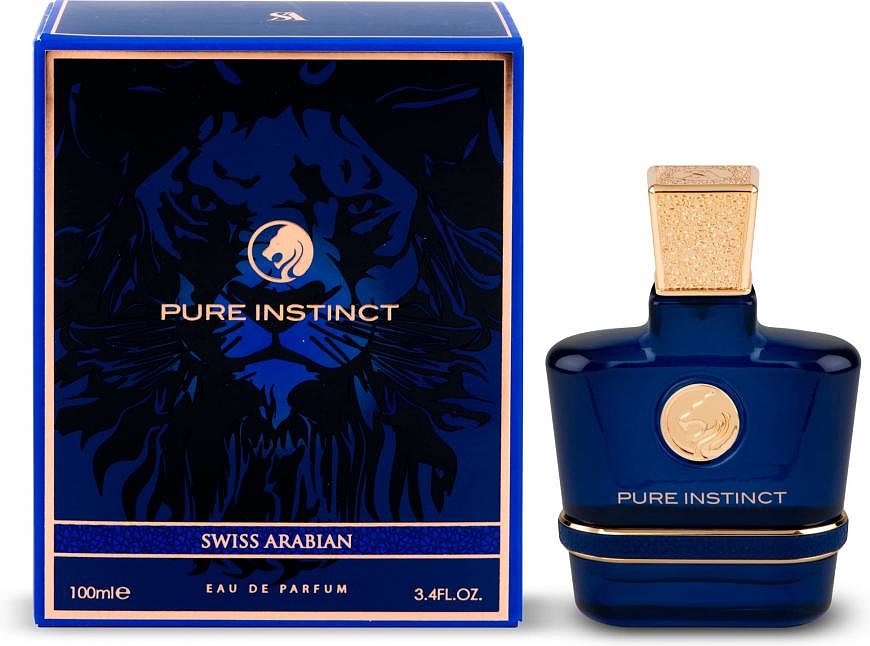 PURE INSTINCT
SWISS ARABIAN
100ml℮
EAU DE PARFUM
3.4FL.OZ.
PURE INSTINCT